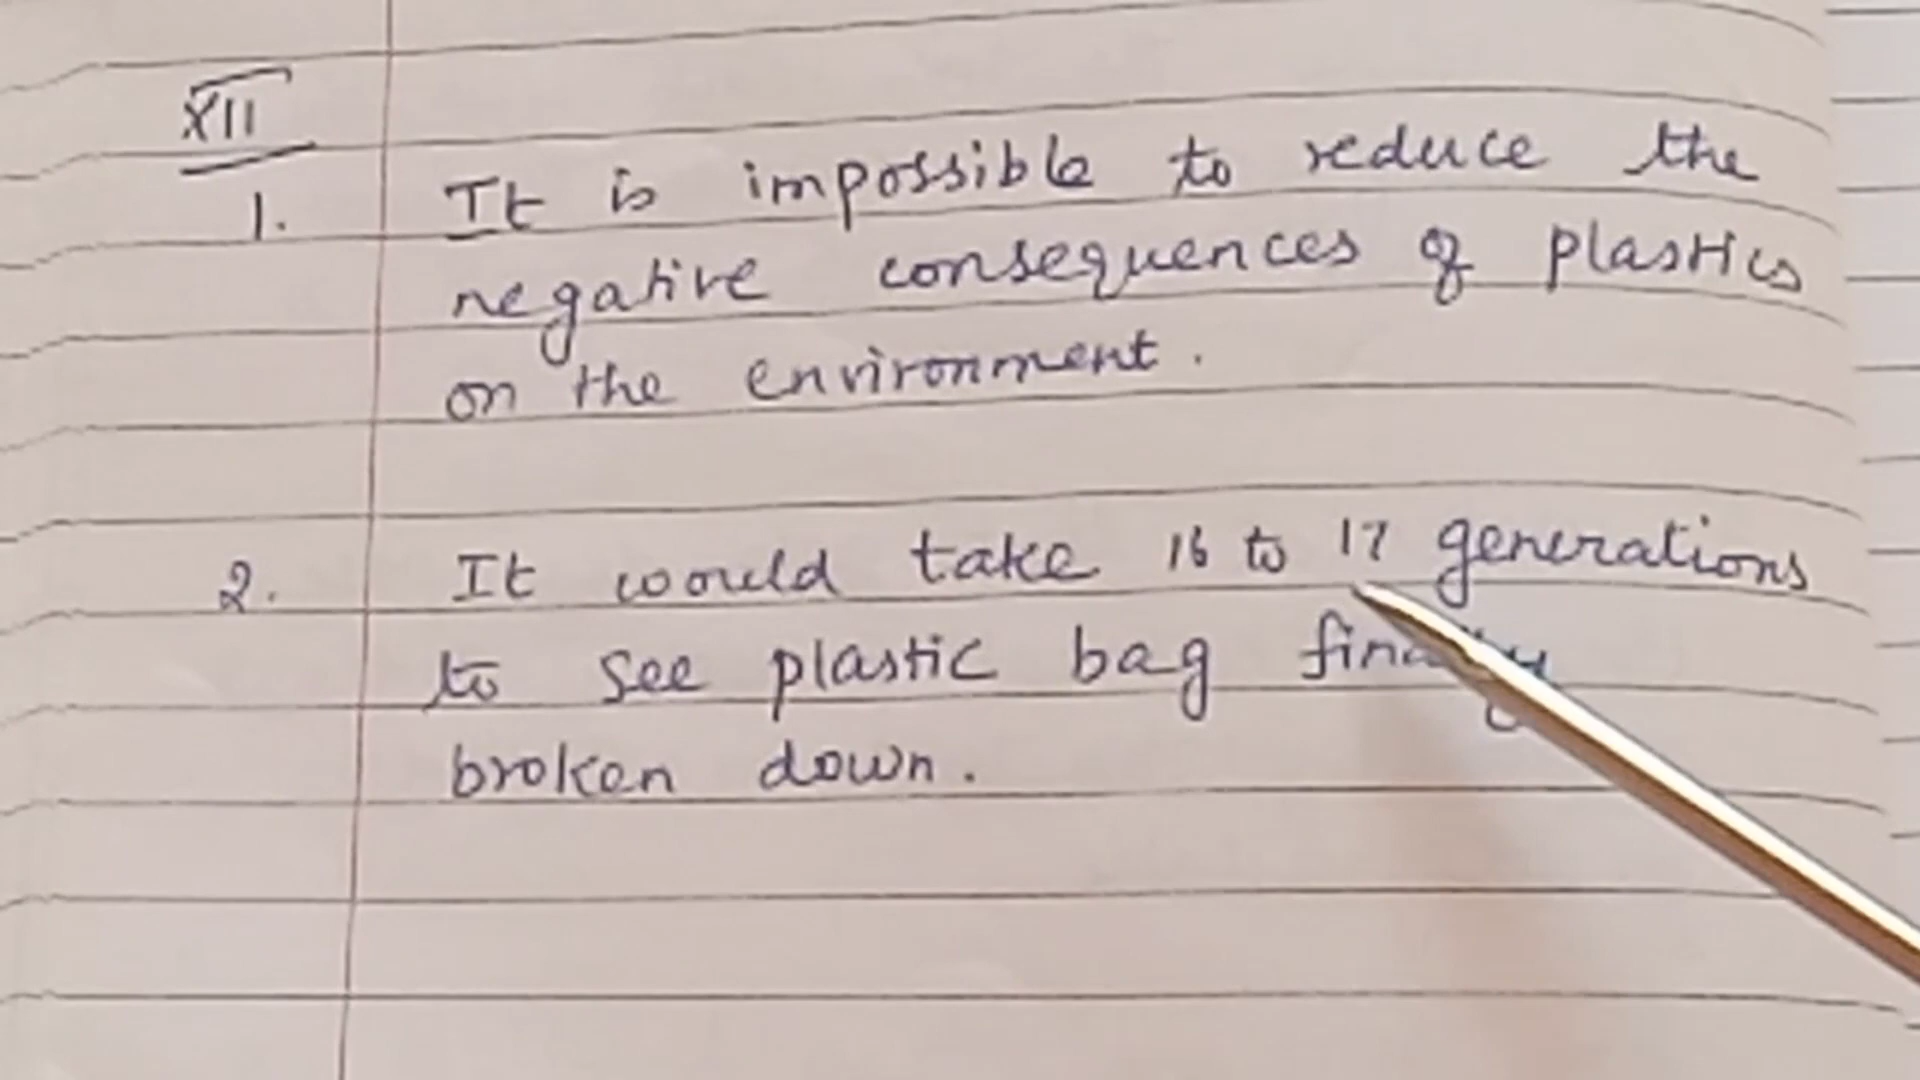 XII
1. It is impossible to reduce the
negative consequences of plastics
on the environment.
2. It would take 16 to 17 generations
to see plastic bag finally
broken down.